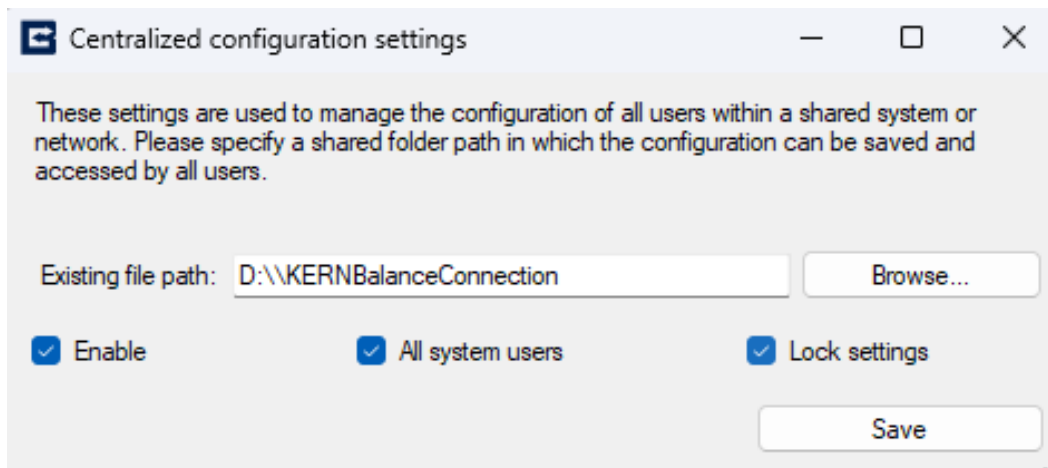 Centralized configuration settings
These settings are used to manage the configuration of all users within a shared system or
network. Please specify a shared folder path in which the configuration can be saved and
accessed by all users.
Existing file path: D:\\KERNBalanceConnection Browse...
Enable All system users Lock settings
Save